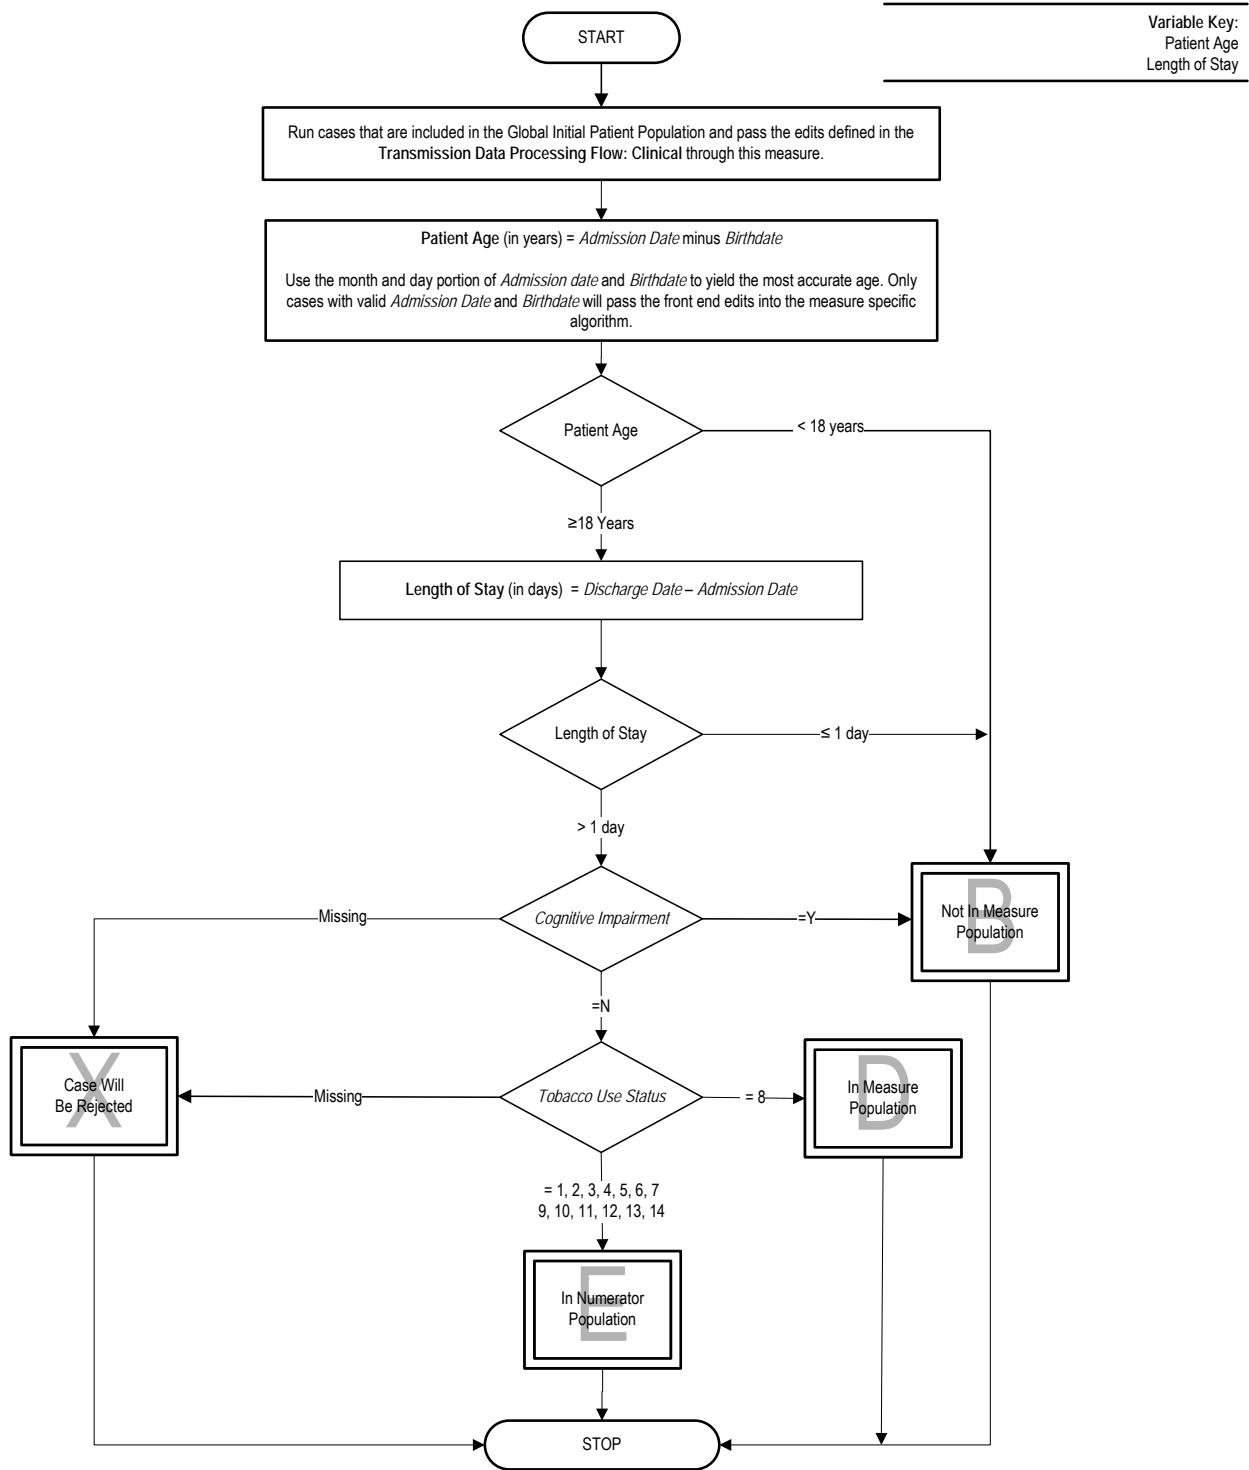 START
Variable Key:
Patient Age
Length of Stay
Run cases that are included in the Global Initial Patient Population and pass the edits defined in the
Transmission Data Processing Flow: Clinical through this measure.
Patient Age (in years) = Admission Date minus Birthdate
Use the month and day portion of Admission date and Birthdate to yield the most accurate age. Only
cases with valid Admission Date and Birthdate will pass the front end edits into the measure specific
algorithm.
Patient Age
< 18 years
≥18 Years
Length of Stay (in days) = Discharge Date – Admission Date
Length of Stay
≤ 1 day
> 1 day
Missing
Cognitive Impairment
=Y
B
Not In Measure
Population
=N
X
Case Will
Be Rejected
Missing
Tobacco Use Status
= 8
D
In Measure
Population
= 1, 2, 3, 4, 5, 6, 7
9, 10, 11, 12, 13, 14
E
In Numerator
Population
STOP